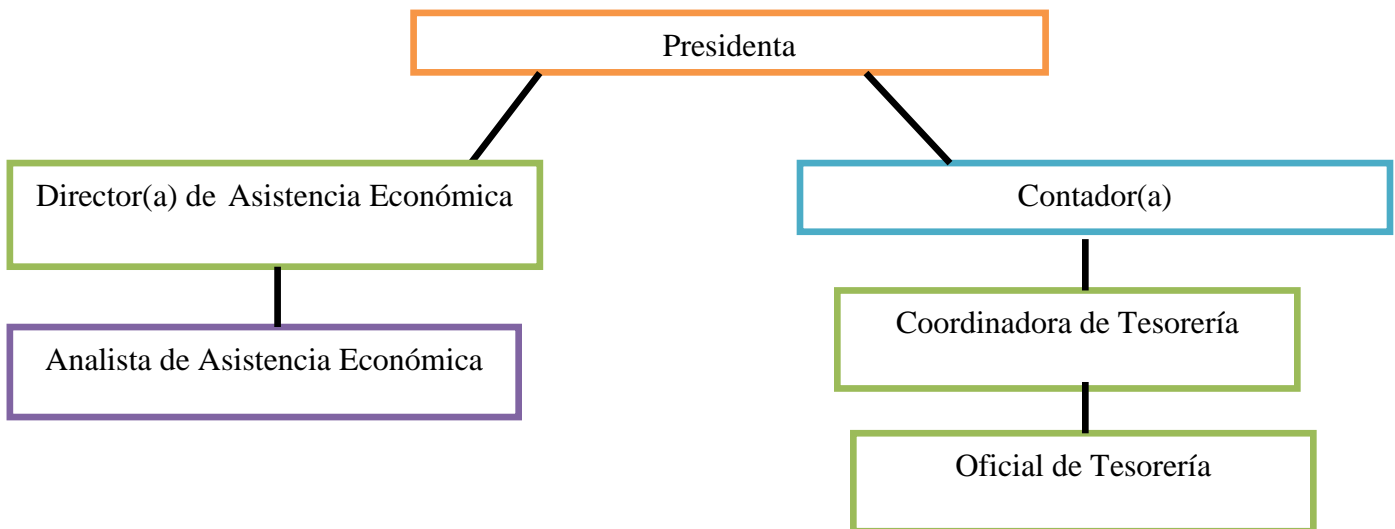 Presidenta
Director(a) de Asistencia Económica
Contador(a)
Analista de Asistencia Económica
Coordinadora de Tesorería
Oficial de Tesorería